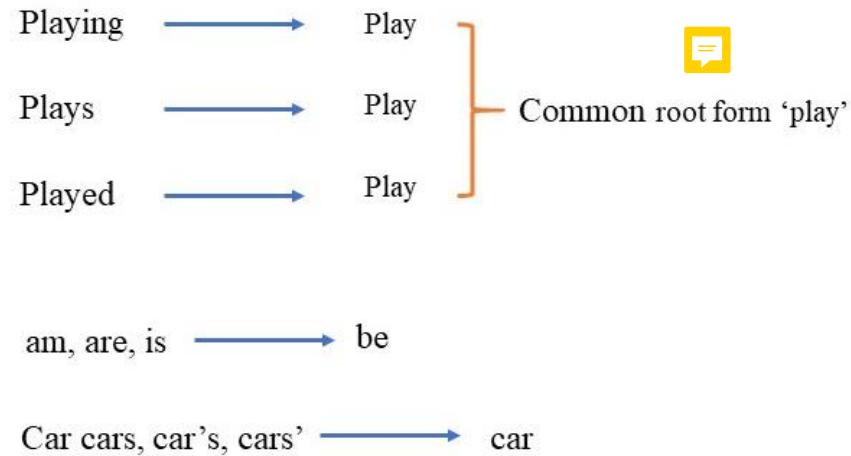 Playing Play
Plays Play Common root form ‘play’
Played Play
am, are, is be
Car cars, car’s, cars’ car